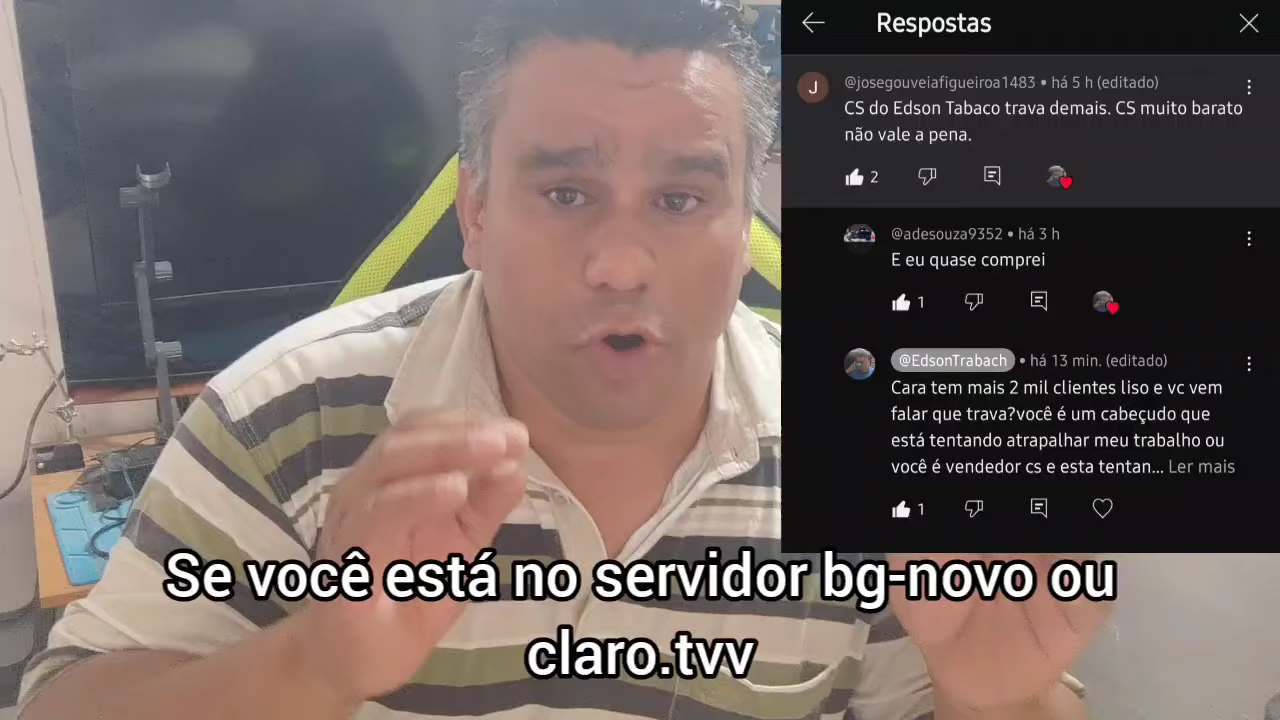 Respostas
J
@josegouveiafigueiroa1483 • há 5 h (editado)
CS do Edson Tabaco trava demais. CS muito barato
não vale a pena.
2
@adesouza9352 • há 3 h
E eu quase comprei
1
@EdsonTrabach • há 13 min. (editado)
Cara tem mais 2 mil clientes liso e vc vem
falar que trava?você é um cabeçudo que
está tentando atrapalhar meu trabalho ou
você é vendedor cs e esta tentan... Ler mais
1
Se você está no servidor bg-novo ou
claro.tvv